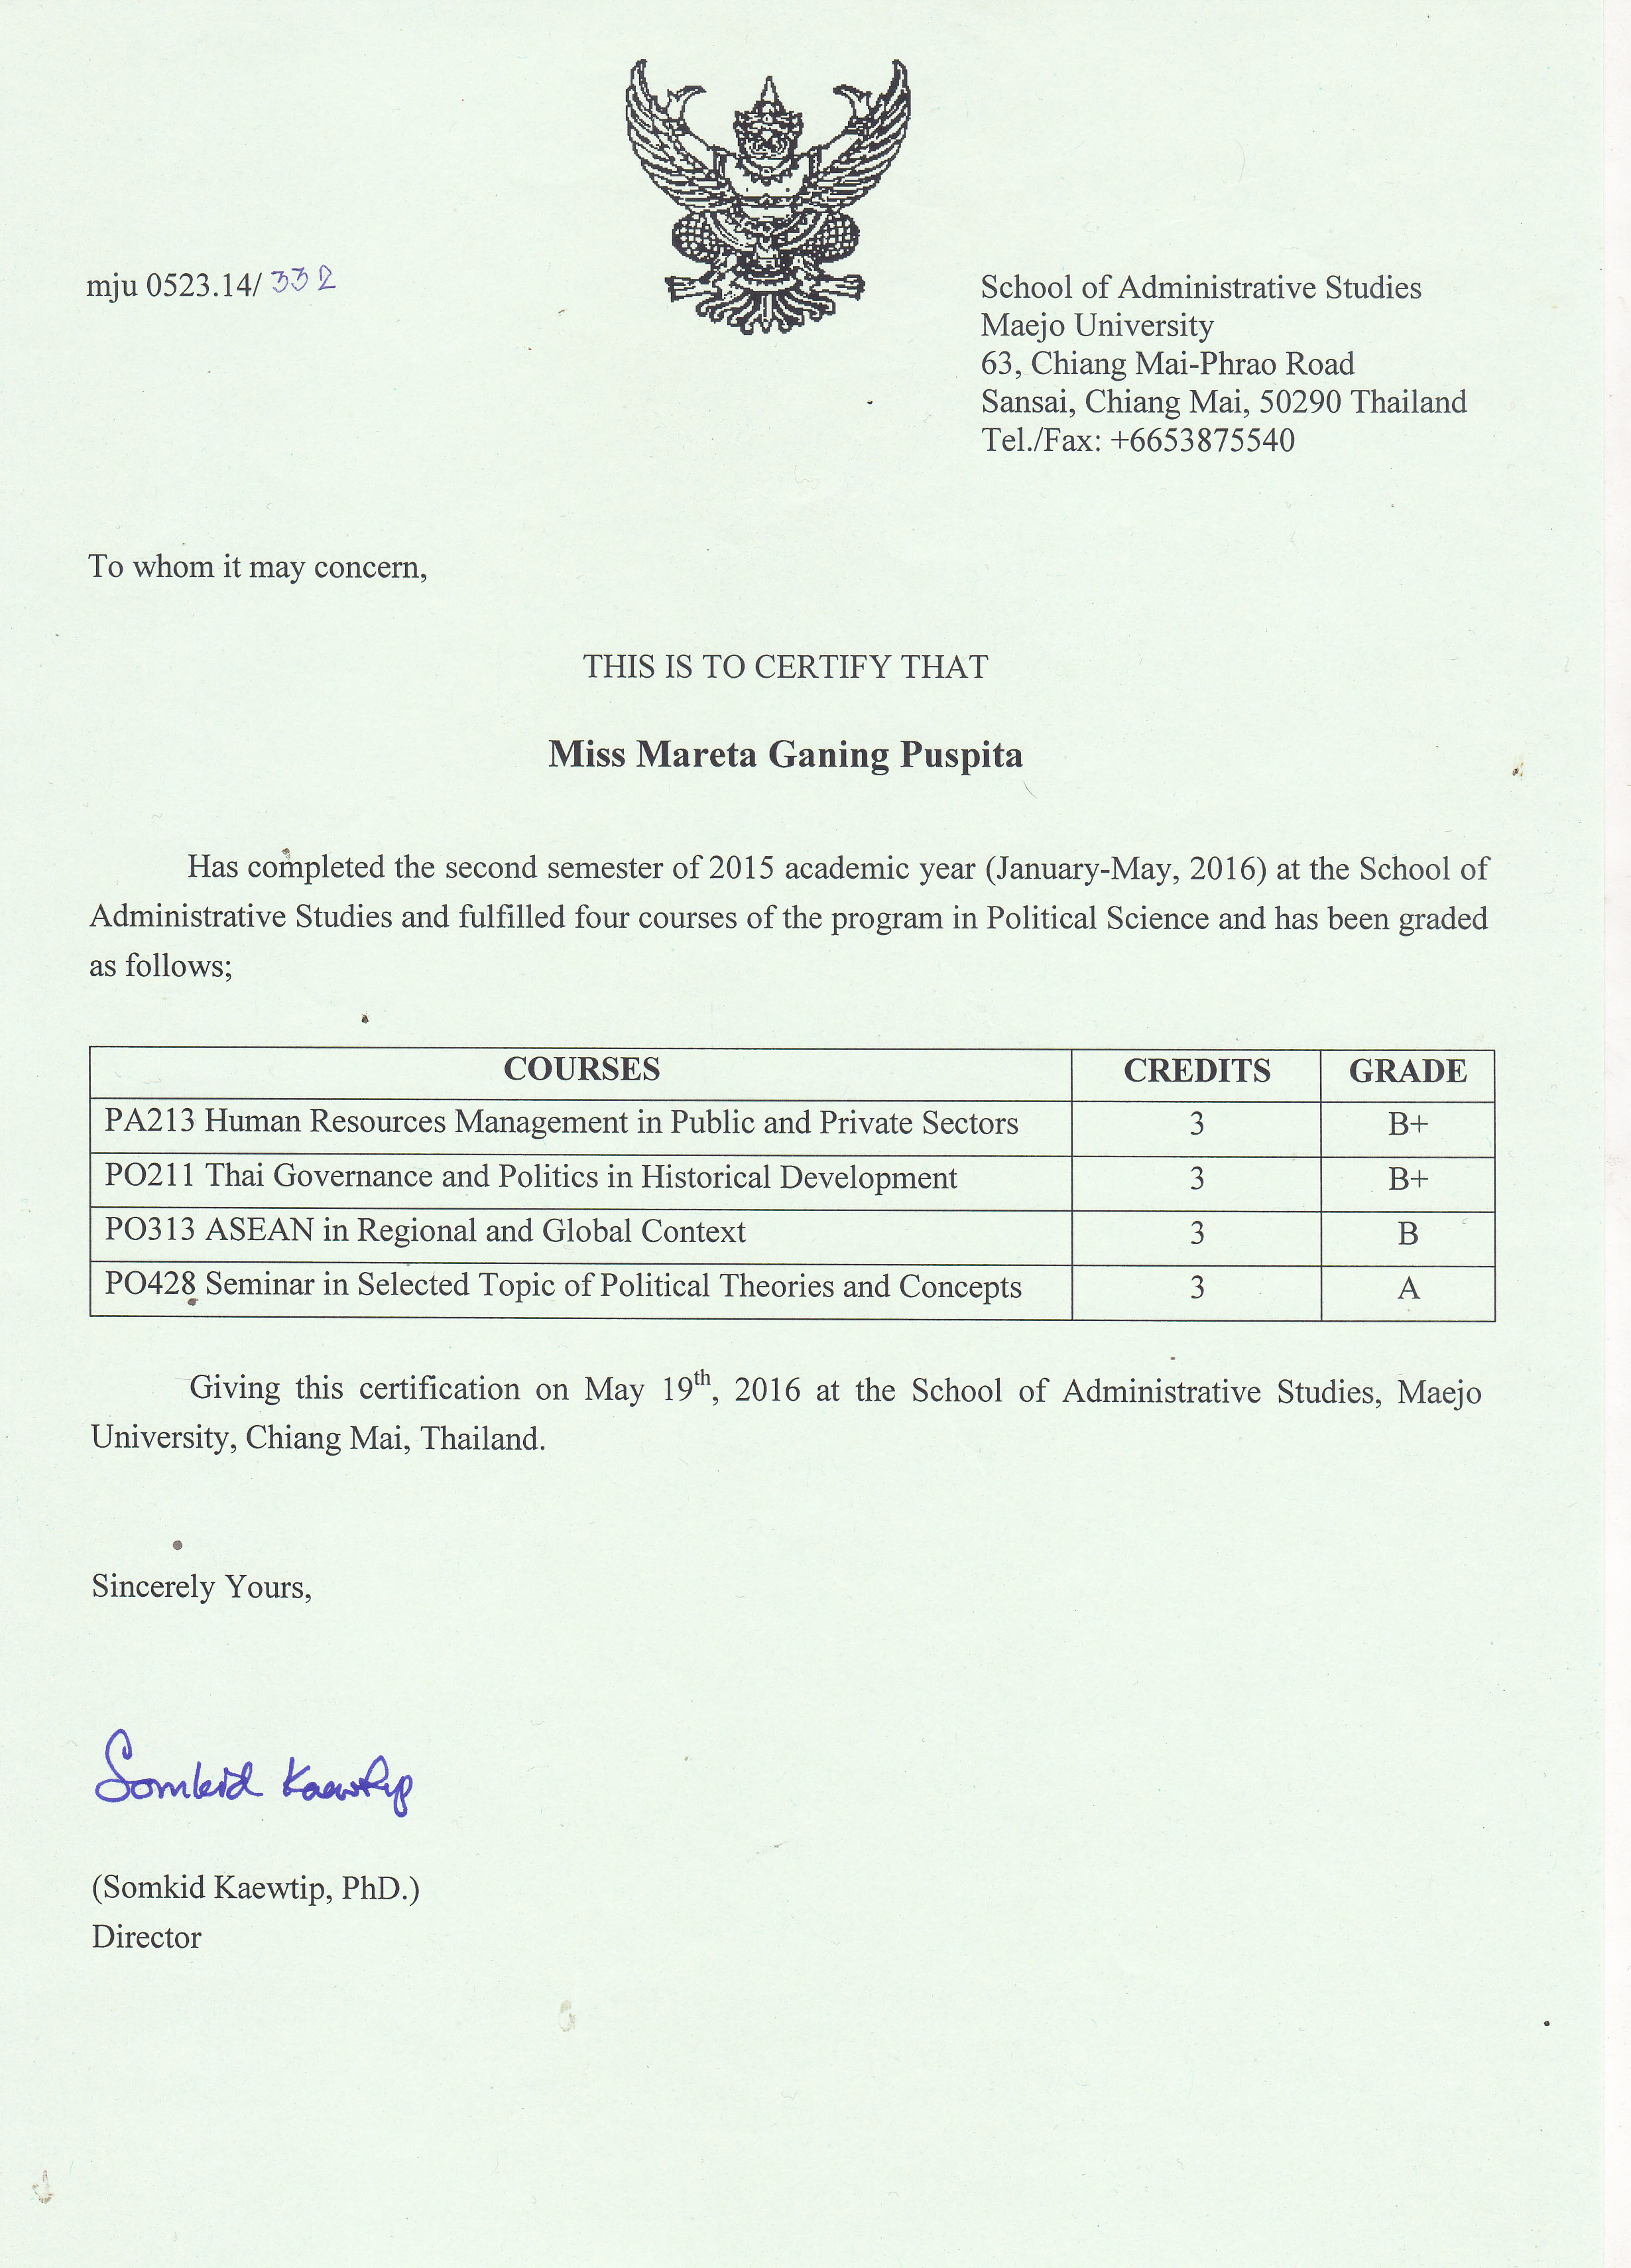 mju 0523.14/ 332
School of Administrative Studies
Maejo University
63, Chiang Mai-Phrao Road
Sansai, Chiang Mai, 50290 Thailand
Tel./Fax: +6653875540
To whom it may concern,
THIS IS TO CERTIFY THAT
Miss Mareta Ganing Puspita
Has completed the second semester of 2015 academic year (January-May, 2016) at the School of
Administrative Studies and fulfilled four courses of the program in Political Science and has been graded
as follows;
COURSES CREDITS GRADE
PA213 Human Resources Management in Public and Private Sectors 3 B+
PO211 Thai Governance and Politics in Historical Development 3 B+
PO313 ASEAN in Regional and Global Context 3 B
PO428 Seminar in Selected Topic of Political Theories and Concepts 3 A
Giving this certification on May 19th, 2016 at the School of Administrative Studies, Maejo
University, Chiang Mai, Thailand.
Sincerely Yours,
Somkid Kaewtip
(Somkid Kaewtip, PhD.)
Director